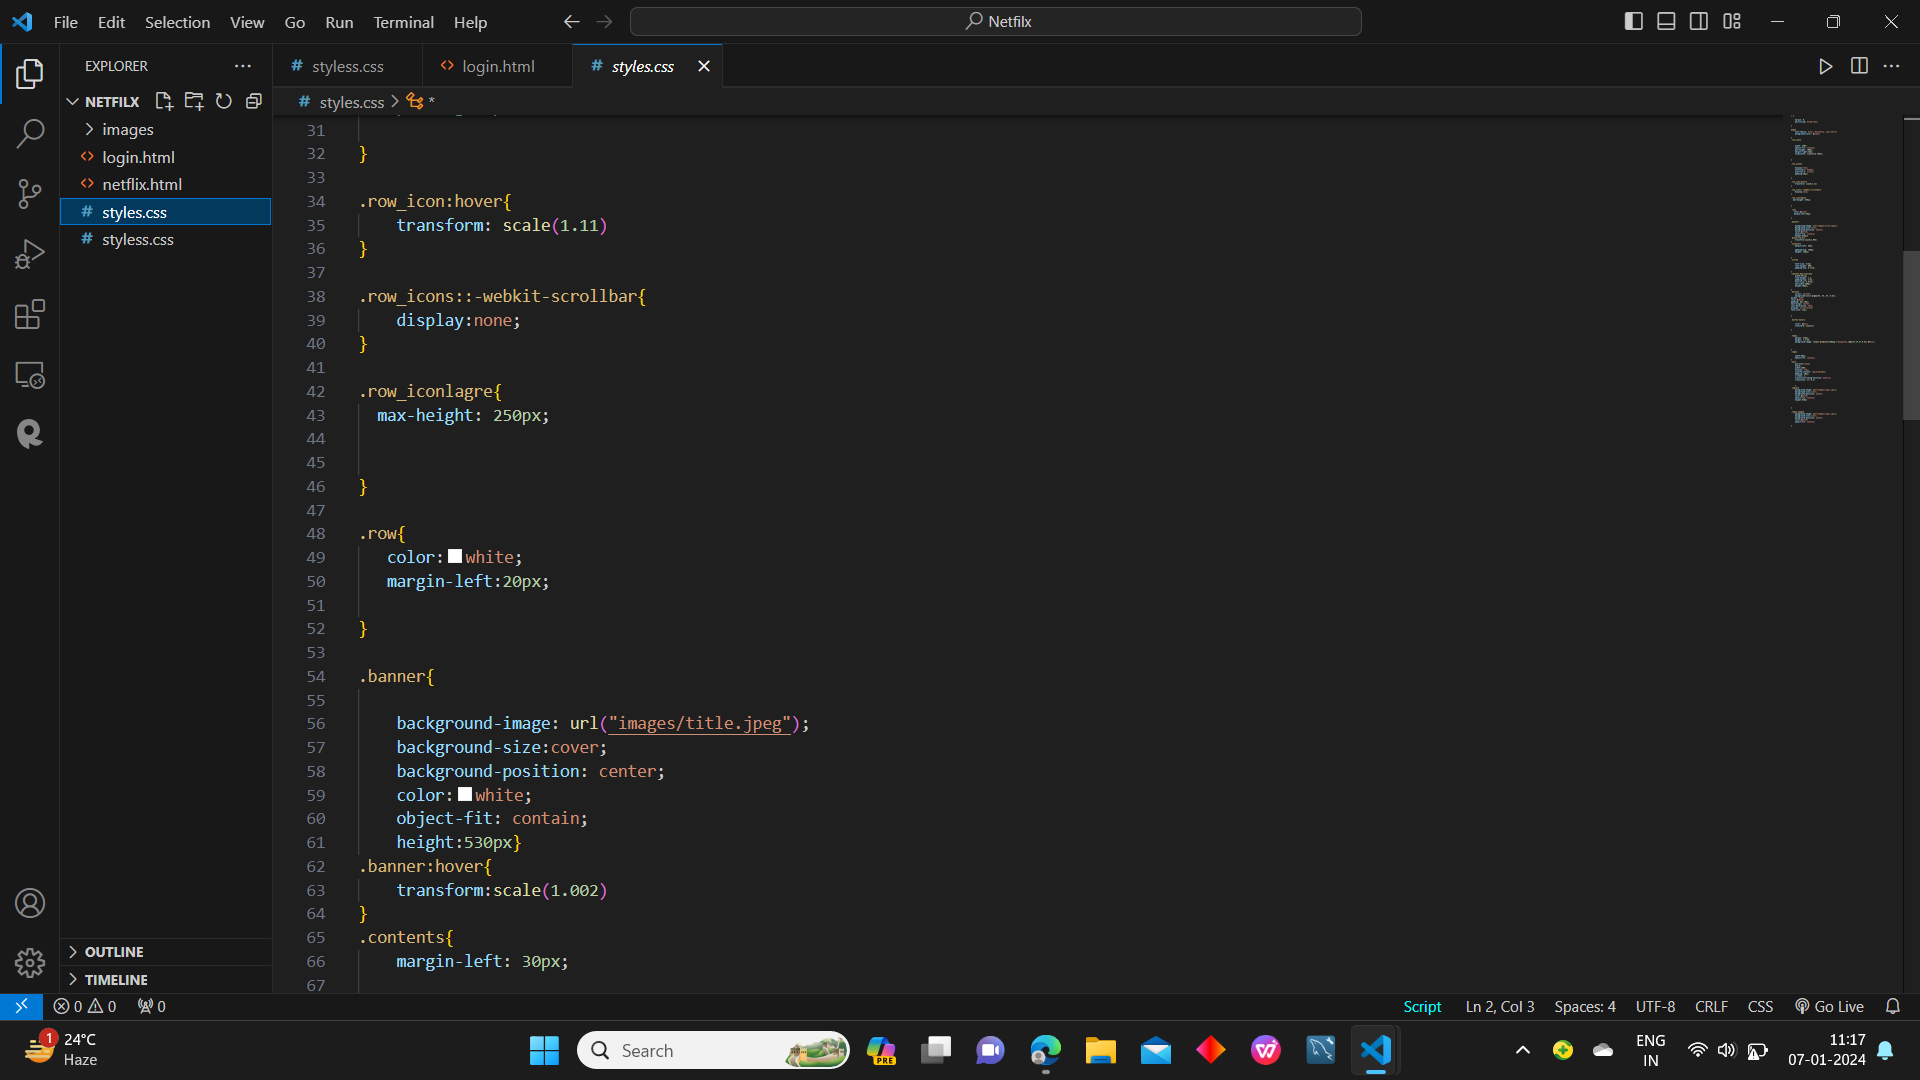 File Edit Selection View Go Run Terminal Help
Netfilx
EXPLORER
# styless.css
<> login.html
# styles.css
NETFILX
# styles.css > *
images
<> login.html
<> netflix.html
# styles.css
# styless.css
31
32 }
33
34 .row_icon:hover{
35 transform: scale(1.11)
36 }
37
38 .row_icons::-webkit-scrollbar{
39 display:none;
40 }
41
42 .row_iconlagre{
43 max-height: 250px;
44
45
46 }
47
48 .row{
49 color: white;
50 margin-left:20px;
51
52 }
53
54 .banner{
55
56 background-image: url("images/title.jpeg");
57 background-size:cover;
58 background-position: center;
59 color: white;
60 object-fit: contain;
61 height:530px}
62 .banner:hover{
63 transform:scale(1.002)
64 }
65 .contents{
66 margin-left: 30px;
67
OUTLINE
TIMELINE
0 0 0
Script Ln 2, Col 3 Spaces: 4 UTF-8 CRLF CSS Go Live
1
24°C
Haze
Search
PRE
ENG
IN
11:17
07-01-2024